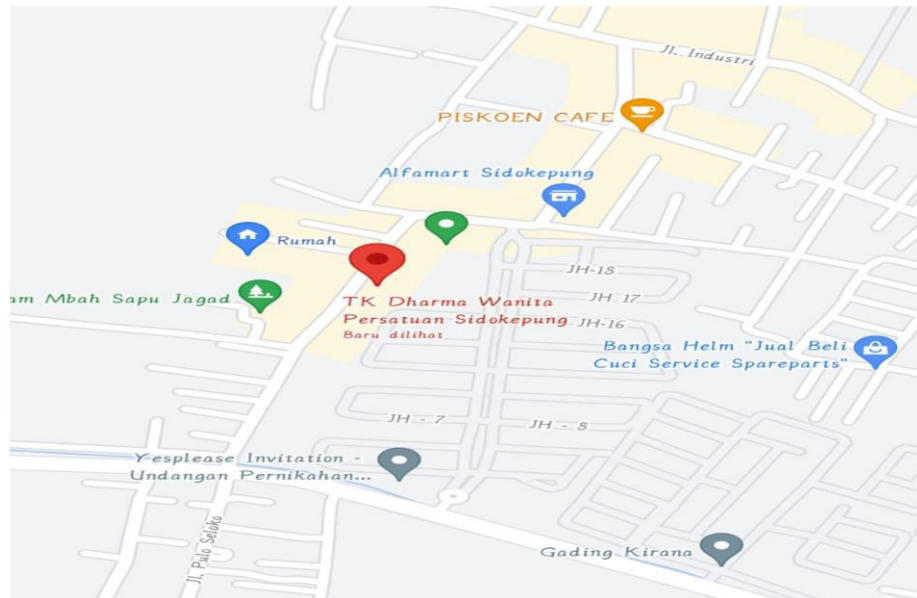 Jl. Industri
PISKOEN CAFE
Alfamart Sidokepung
Rumah
JH-18
am Mbah Sapu Jagad
TK Dharma Wanita
Persatuan Sidokepung
Baru dilihat
JH 17
JH-16
Bangsa Helm "Jual Beli
Cuci Service Spareparts"
JH - 7
JH - 8
Yesplease Invitation -
Undangan Pernikahan...
Gading Kirana
Jl. Pulo Seloko